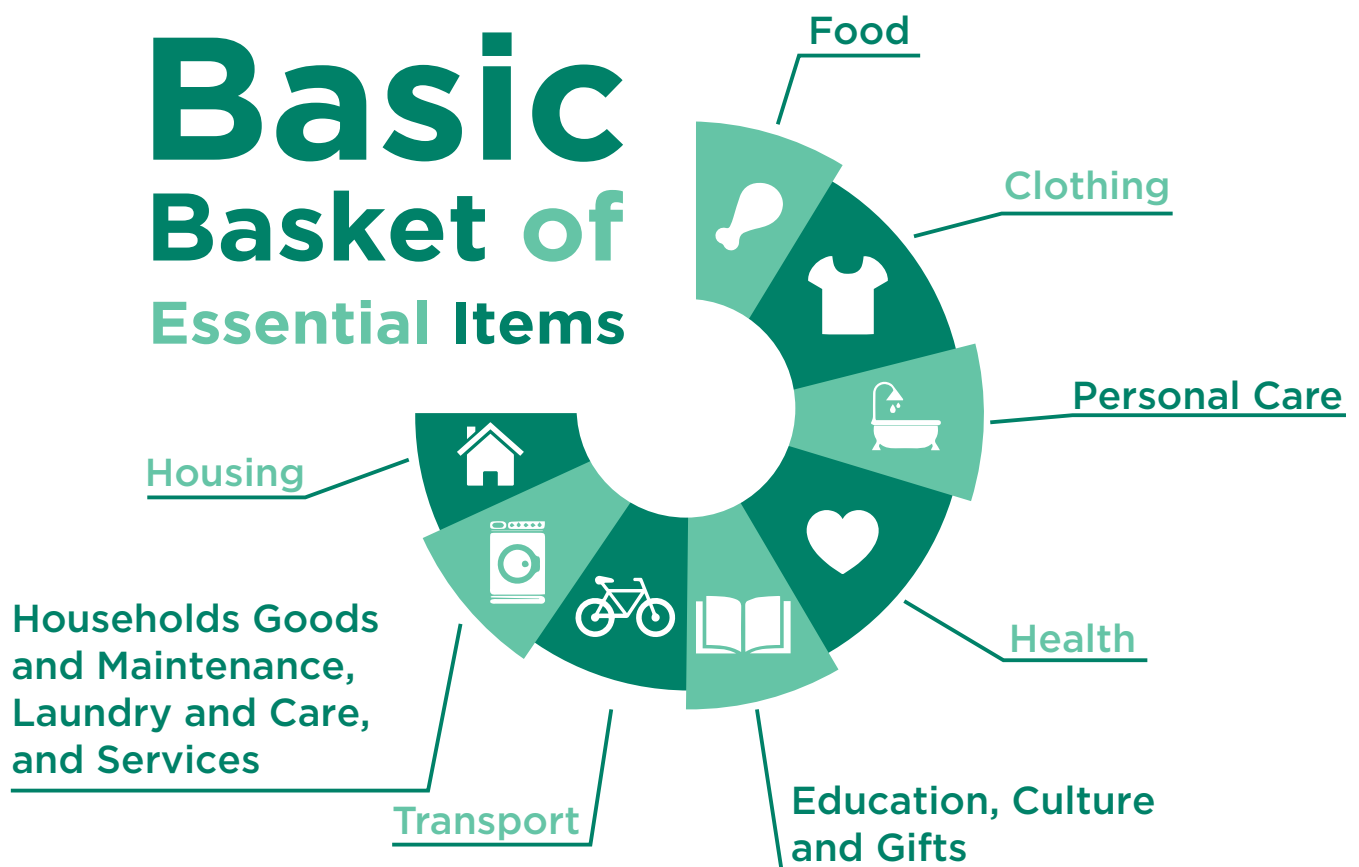 Basic
Basket of
Essential Items
Food
Clothing
Personal Care
Health
Education, Culture
and Gifts
Transport
Households Goods
and Maintenance,
Laundry and Care,
and Services
Housing